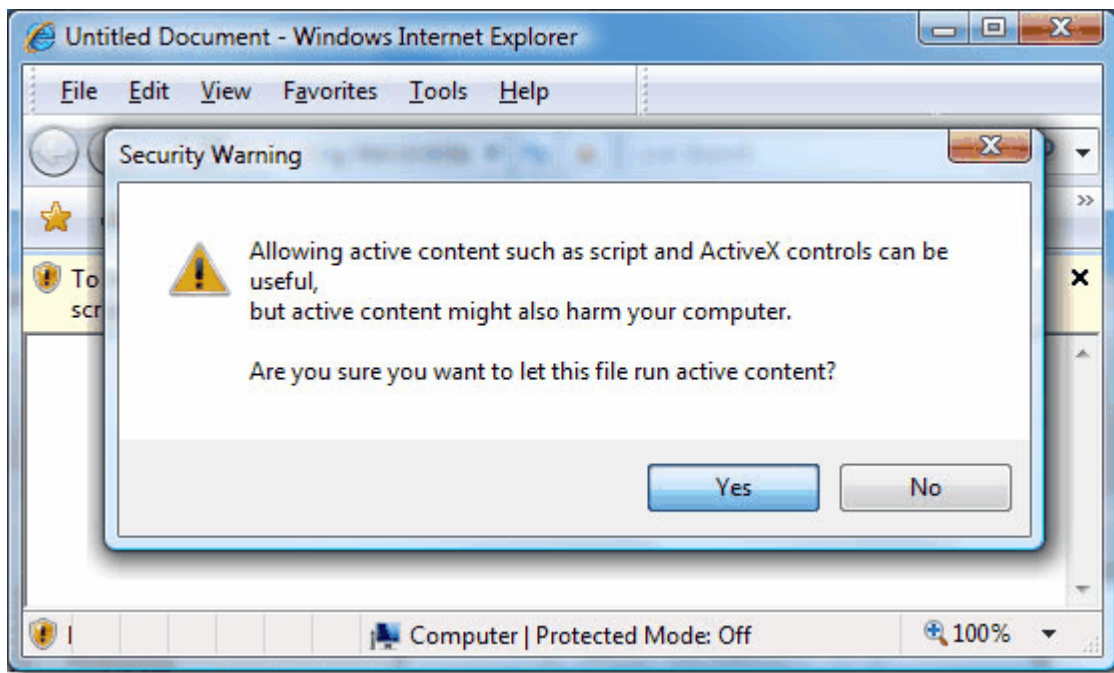 Untitled Document - Windows Internet Explorer
File Edit View Favorites Tools Help
Security Warning
Allowing active content such as script and ActiveX controls can be
useful,
but active content might also harm your computer.
Are you sure you want to let this file run active content?
To
scr
Yes No
Computer | Protected Mode: Off 100%